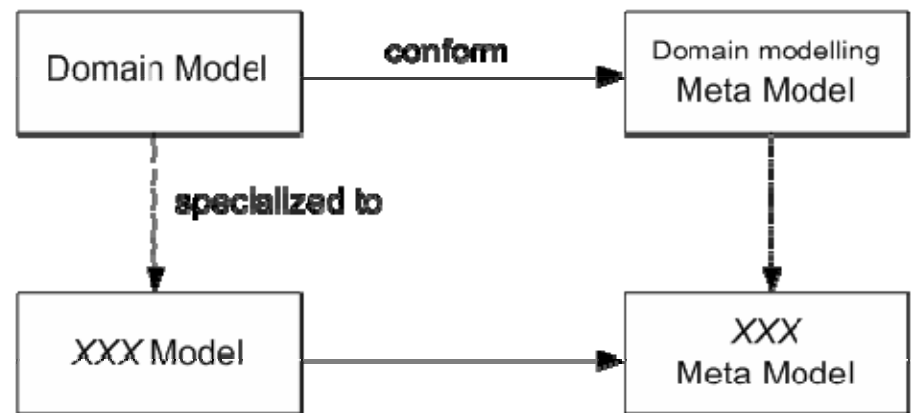 Domain Model
conform
Domain modelling
Meta Model
specialized to
XXX Model
XXX
Meta Model